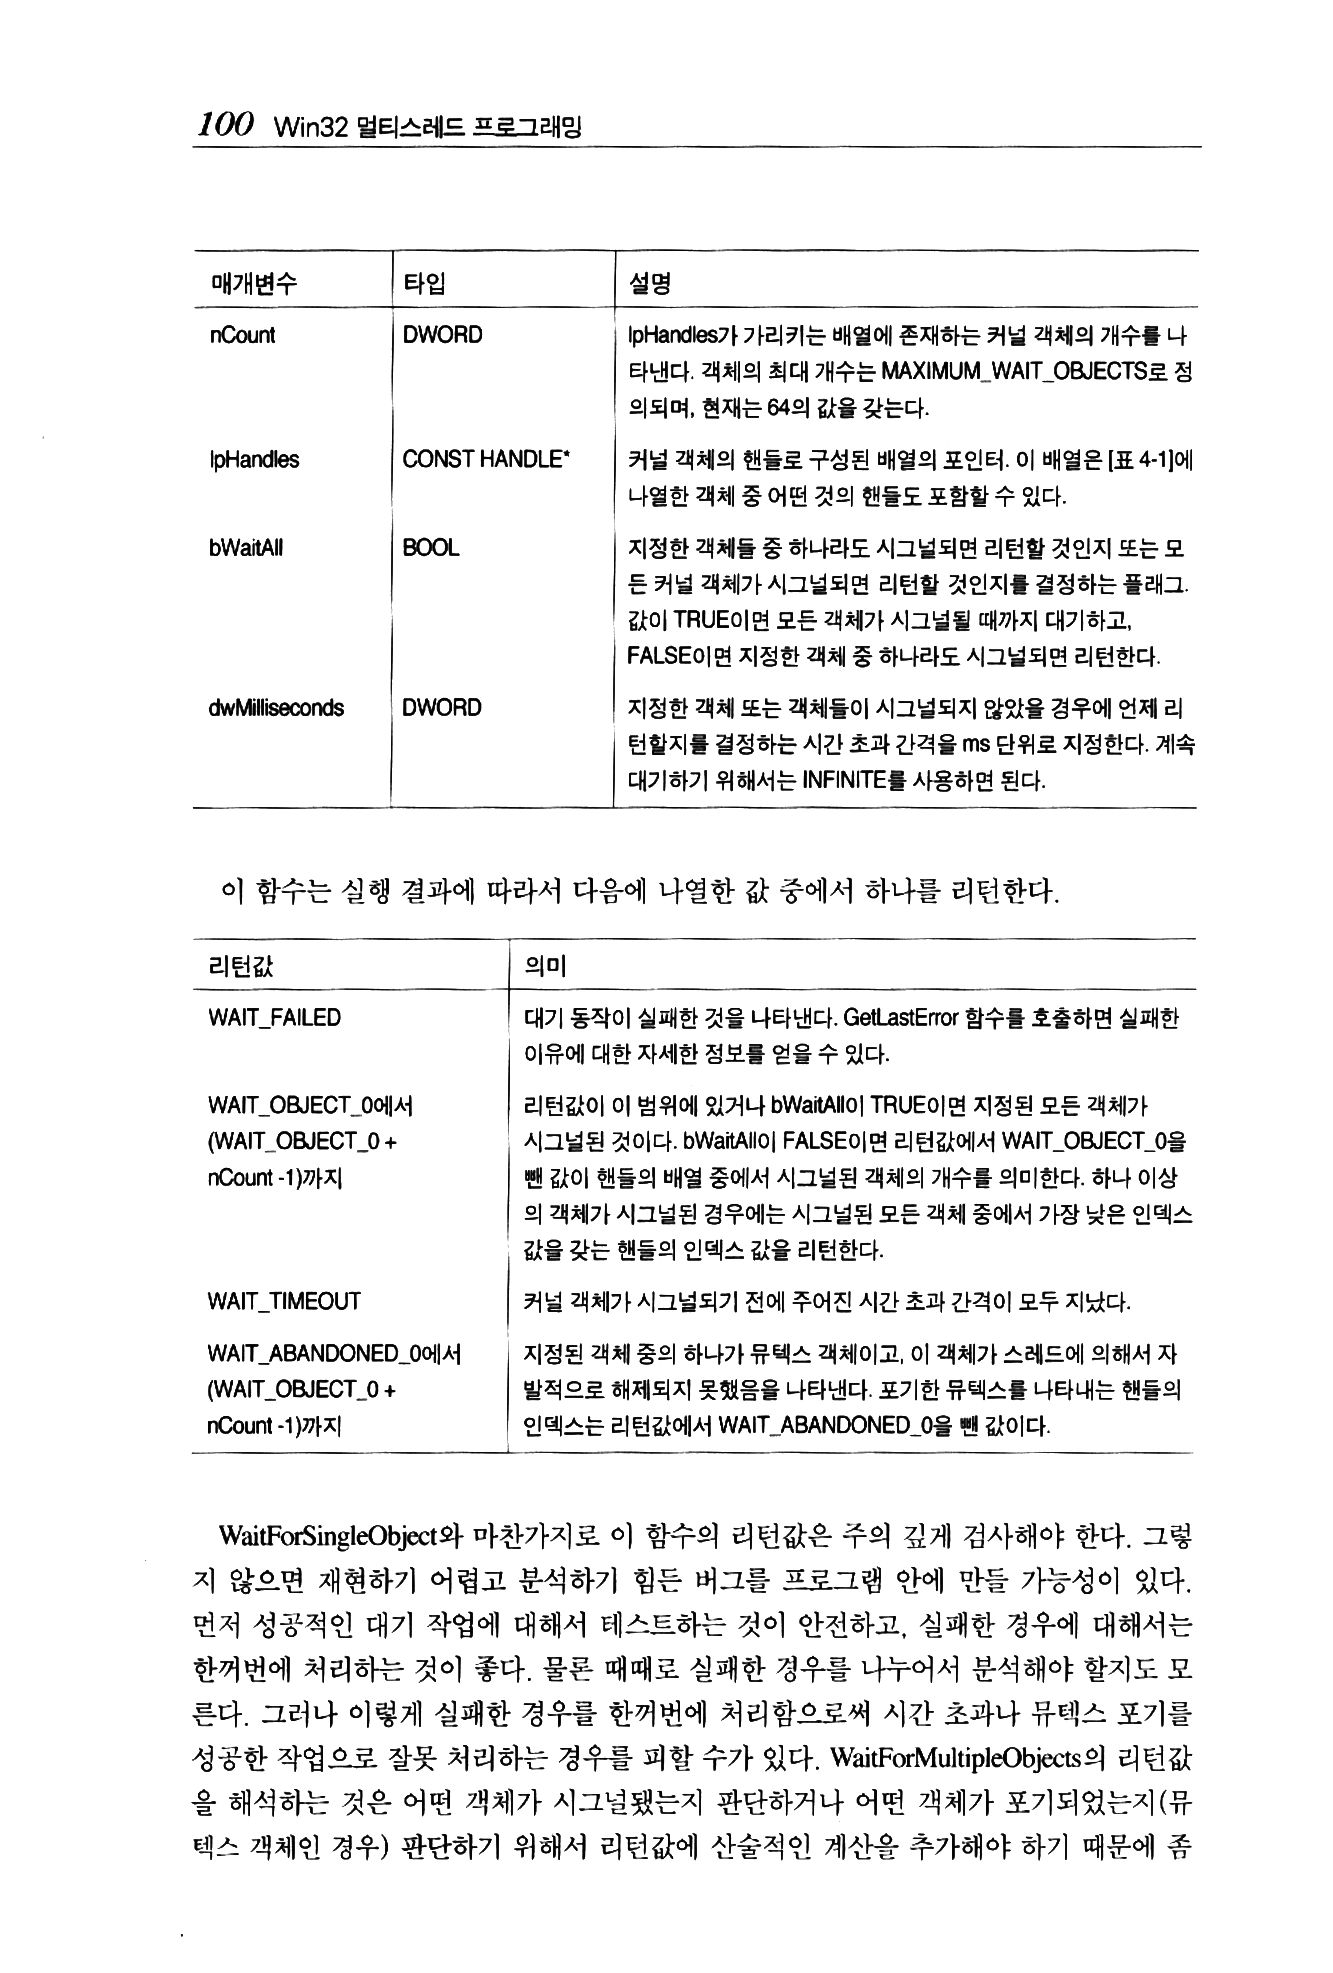 100 Win32 멀티스레드 프로그래밍
매개변수 타입 설명
nCount DWORD lpHandles가 가리키는 배열에 존재하는 커널 객체의 개수를 나
타낸다. 객체의 최대 개수는 MAXIMUM_WAIT_OBJECTS로 정
의되며, 현재는 64의 값을 갖는다.
lpHandles CONST HANDLE* 커널 객체의 핸들로 구성된 배열의 포인터. 이 배열은 [표 4-1]에
나열한 객체 중 어떤 것의 핸들도 포함할 수 있다.
bWaitAll BOOL 지정한 객체들 중 하나라도 시그널되면 리턴할 것인지 또는 모
든 커널 객체가 시그널되면 리턴할 것인지를 결정하는 플래그.
값이 TRUE이면 모든 객체가 시그널될 때까지 대기하고,
FALSE이면 지정한 객체 중 하나라도 시그널되면 리턴한다.
dwMilliseconds DWORD 지정한 객체 또는 객체들이 시그널되지 않았을 경우에 언제 리
턴할지를 결정하는 시간 초과 간격을 ms 단위로 지정한다. 계속
대기하기 위해서는 INFINITE를 사용하면 된다.
이 함수는 실행 결과에 따라서 다음에 나열한 값 중에서 하나를 리턴한다.
리턴값 의미
WAIT_FAILED 대기 동작이 실패한 것을 나타낸다. GetLastError 함수를 호출하면 실패한
이유에 대한 자세한 정보를 얻을 수 있다.
WAIT_OBJECT_0에서 리턴값이 이 범위에 있거나 bWaitAll이 TRUE이면 지정된 모든 객체가
(WAIT_OBJECT_0 + 시그널된 것이다. bWaitAll이 FALSE이면 리턴값에서 WAIT_OBJECT_0을
nCount -1)까지 뺀 값이 핸들의 배열 중에서 시그널된 객체의 개수를 의미한다. 하나 이상
의 객체가 시그널된 경우에는 시그널된 모든 객체 중에서 가장 낮은 인덱스
값을 갖는 핸들의 인덱스 값을 리턴한다.
WAIT_TIMEOUT 커널 객체가 시그널되기 전에 주어진 시간 초과 간격이 모두 지났다.
WAIT_ABANDONED_0에서 지정된 객체 중의 하나가 뮤텍스 객체이고, 이 객체가 스레드에 의해서 자
(WAIT_OBJECT_0 + 발적으로 해제되지 못했음을 나타낸다. 포기한 뮤텍스를 나타내는 핸들의
nCount -1)까지 인덱스는 리턴값에서 WAIT_ABANDONED_0을 뺀 값이다.
WaitForSingleObject와 마찬가지로 이 함수의 리턴값은 주의 깊게 검사해야 한다. 그렇
지 않으면 재현하기 어렵고 분석하기 힘든 버그를 프로그램 안에 만들 가능성이 있다.
먼저 성공적인 대기 작업에 대해서 테스트하는 것이 안전하고, 실패한 경우에 대해서는
한꺼번에 처리하는 것이 좋다. 물론 때때로 실패한 경우를 나누어서 분석해야 할지도 모
른다. 그러나 이렇게 실패한 경우를 한꺼번에 처리함으로써 시간 초과나 뮤텍스 포기를
성공한 작업으로 잘못 처리하는 경우를 피할 수가 있다. WaitForMultipleObjects의 리턴값
을 해석하는 것은 어떤 객체가 시그널됐는지 판단하거나 어떤 객체가 포기되었는지(뮤
텍스 객체인 경우) 판단하기 위해서 리턴값에 산술적인 계산을 추가해야 하기 때문에 좀